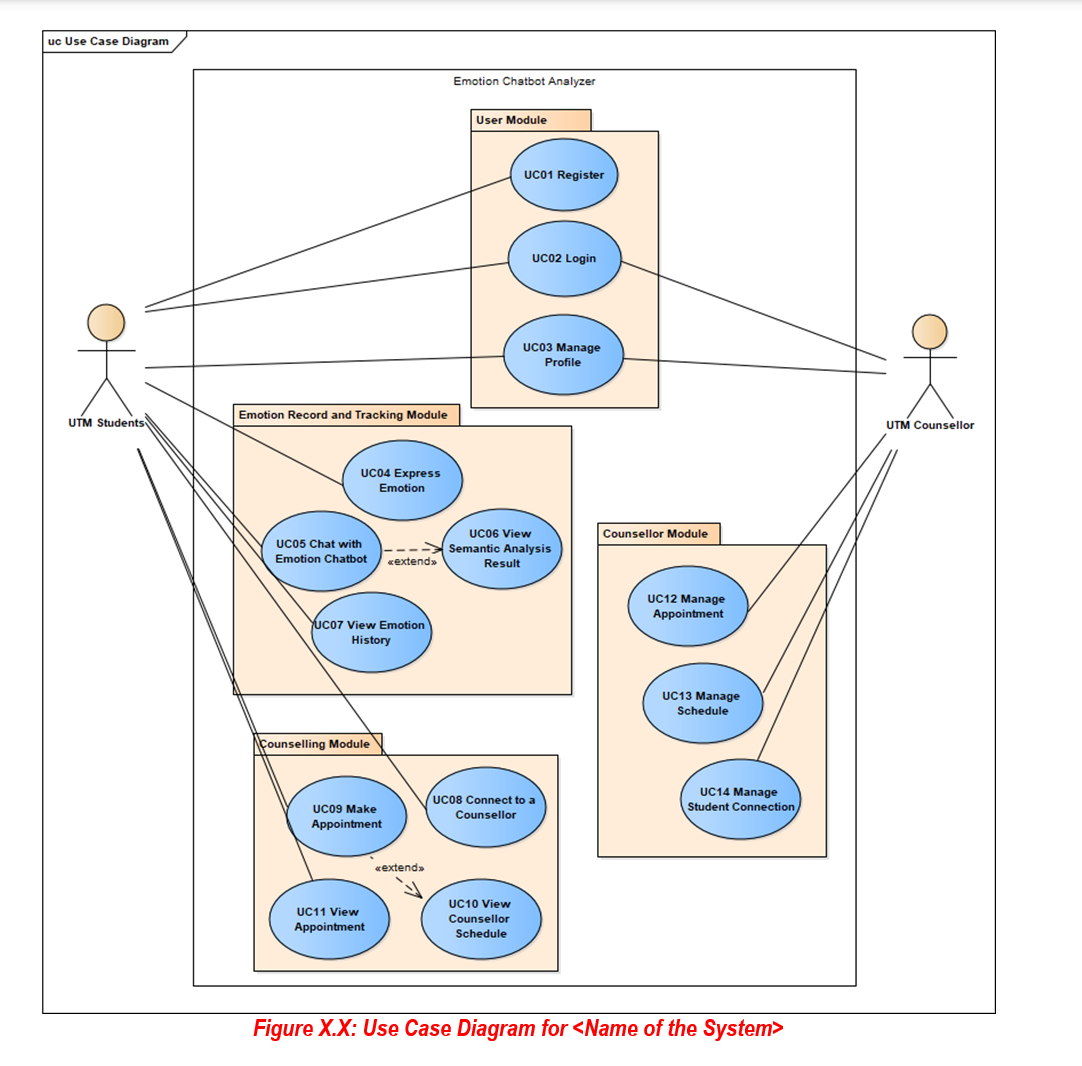 uc Use Case Diagram
Emotion Chatbot Analyzer
User Module
UC01 Register
UC02 Login
UC03 Manage
Profile
UTM Students
UTM Counsellor
Emotion Record and Tracking Module
UC04 Express
Emotion
UC05 Chat with
Emotion Chatbot
«extend»
UC06 View
Semantic Analysis
Result
UC07 View Emotion
History
Counsellor Module
UC12 Manage
Appointment
UC13 Manage
Schedule
UC14 Manage
Student Connection
Counselling Module
UC09 Make
Appointment
UC08 Connect to a
Counsellor
«extend»
UC11 View
Appointment
UC10 View
Counsellor
Schedule
Figure X.X: Use Case Diagram for <Name of the System>